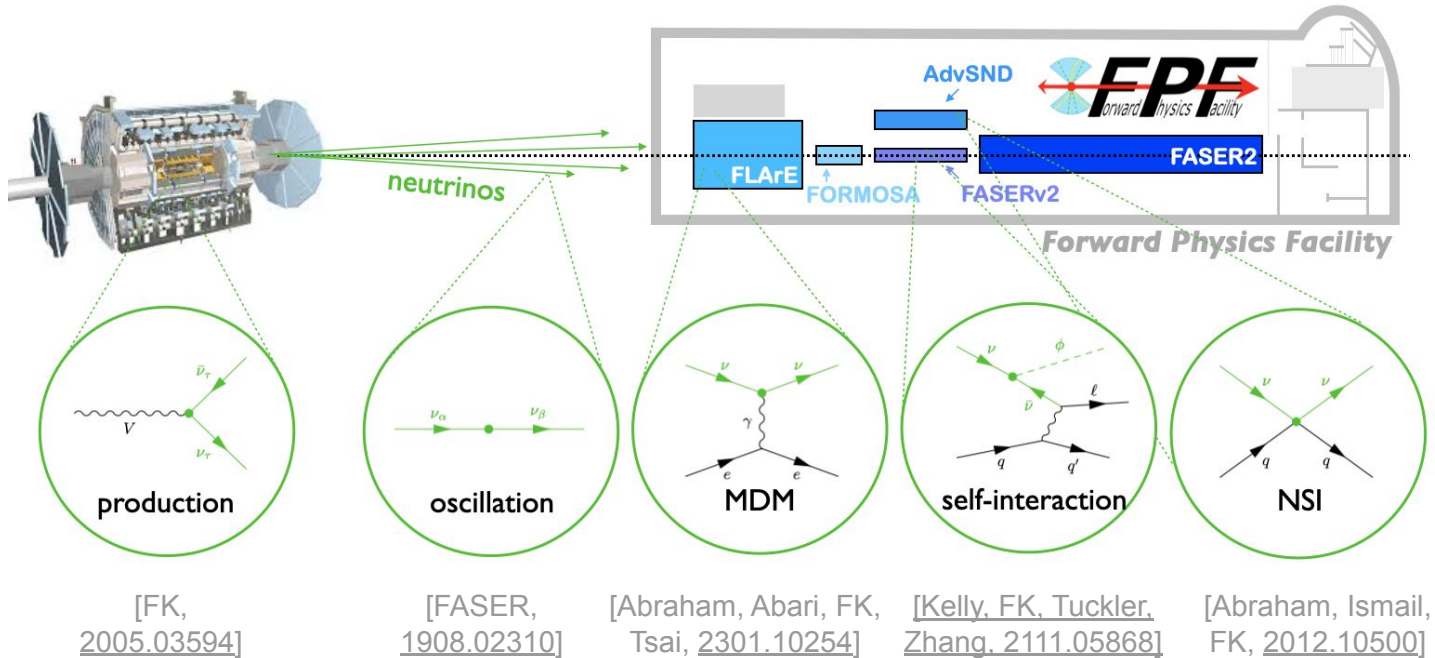 AdvSND
FPF
Forward Physics Facility
FLArE
FORMOSA
FASERv2
FASER2
neutrinos
Forward Physics Facility
ν̄τ
V
ντ
production
να
νβ
oscillation
ν
ν
γ
e
e
MDM
ν
ϕ
ν̄
ℓ
q
q′
self-interaction
ν
ν
q
q
NSI
[FK,
2005.03594]
[FASER,
1908.02310]
[Abraham, Abari, FK,
Tsai, 2301.10254]
[Kelly, FK, Tuckler,
Zhang, 2111.05868]
[Abraham, Ismail,
FK, 2012.10500]